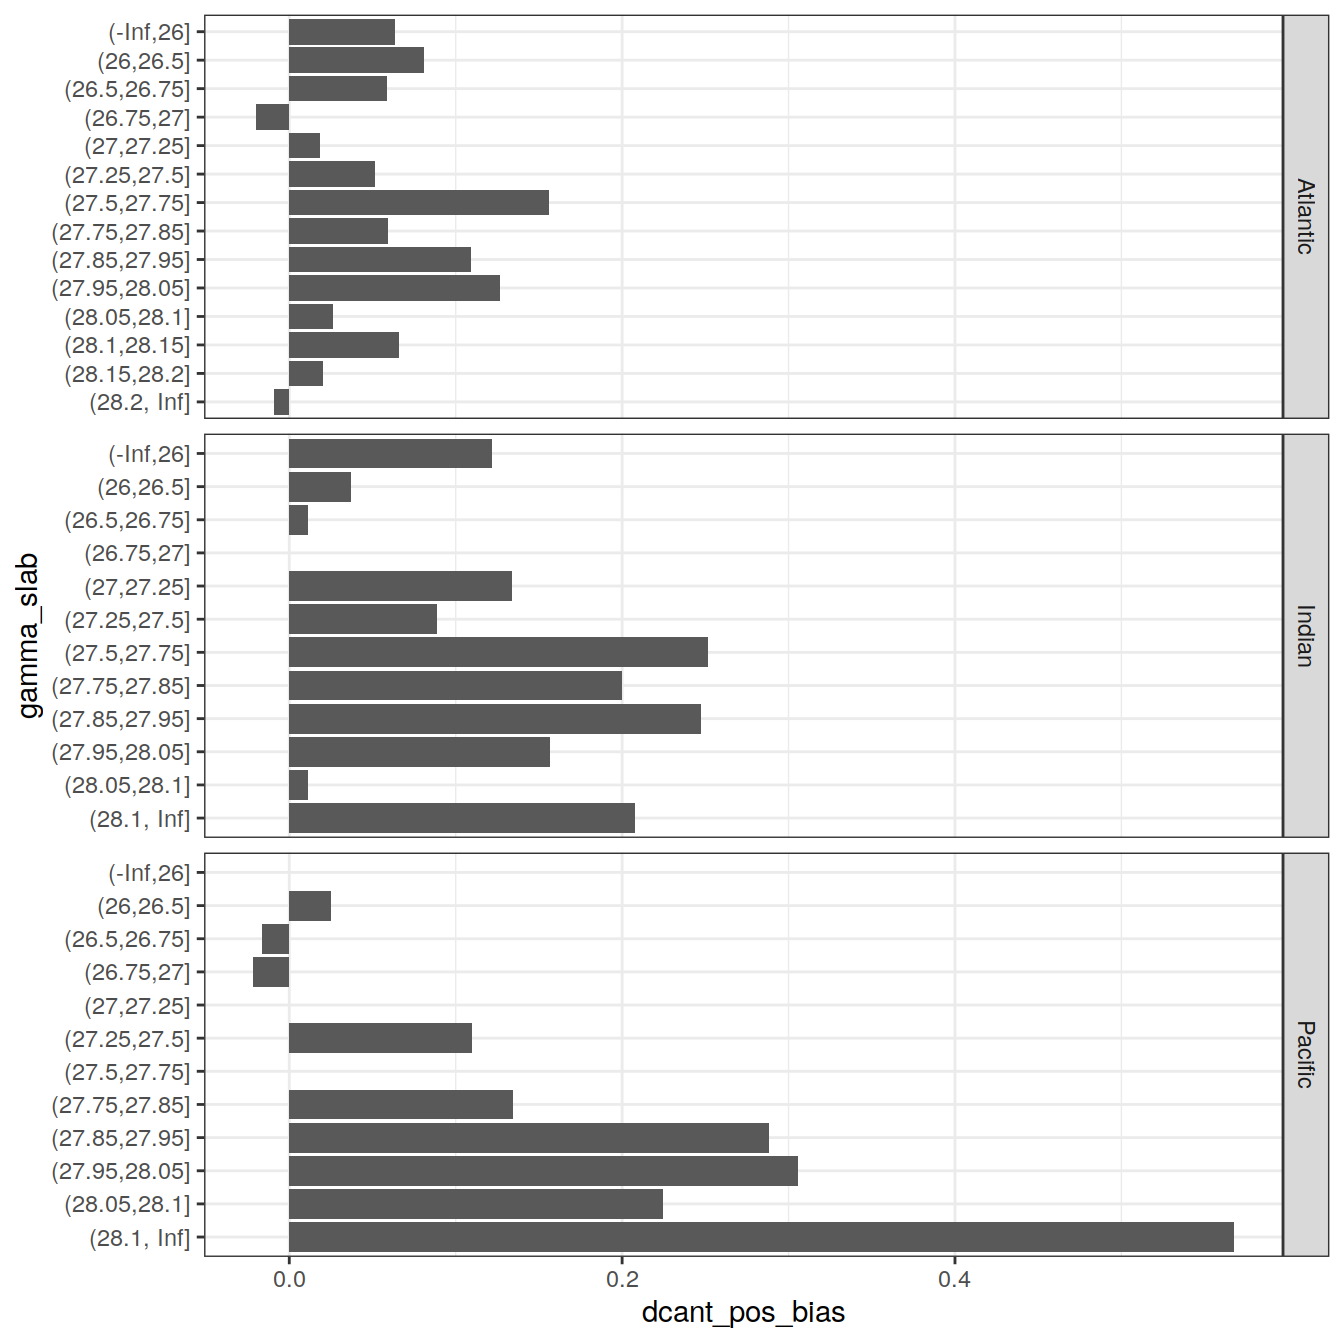 (-Inf,26]
(26,26.5]
(26.5,26.75]
(26.75,27]
(27,27.25]
(27.25,27.5]
(27.5,27.75]
(27.75,27.85]
(27.85,27.95]
(27.95,28.05]
(28.05,28.1]
(28.1,28.15]
(28.15,28.2]
(28.2, Inf]
Atlantic
(-Inf,26]
(26,26.5]
(26.5,26.75]
(26.75,27]
(27,27.25]
(27.25,27.5]
(27.5,27.75]
(27.75,27.85]
(27.85,27.95]
(27.95,28.05]
(28.05,28.1]
(28.1, Inf]
Indian
gamma_slab
(-Inf,26]
(26,26.5]
(26.5,26.75]
(26.75,27]
(27,27.25]
(27.25,27.5]
(27.5,27.75]
(27.75,27.85]
(27.85,27.95]
(27.95,28.05]
(28.05,28.1]
(28.1, Inf]
Pacific
0.0 0.2 0.4
dcant_pos_bias